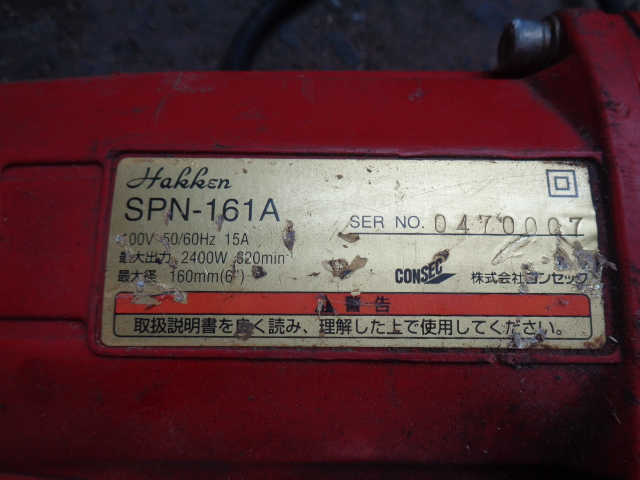 Hakken
SPN-161A
SER NO. 0470007
100V 50/60Hz 15A
最大出力 2400W 820min
最大径 160mm(6")
CONSEC 株式会社コンセック
警告
取扱説明書を良く読み、理解した上で使用してください。